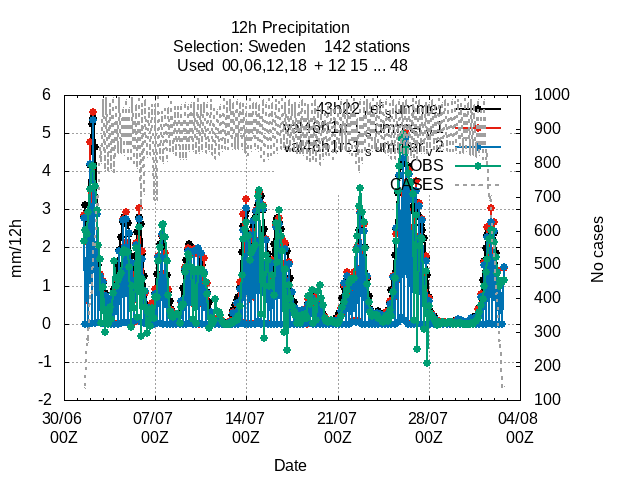 12h Precipitation
Selection: Sweden 142 stations
Used 00,06,12,18 + 12 15 ... 48
6
5
4
3
2
1
0
-1
-2
1000
900
800
700
600
500
400
300
200
100
mm/12h
No cases
OBS
CASES
30/06 07/07 14/07 21/07 28/07 04/08
00Z 00Z 00Z 00Z 00Z 00Z
Date